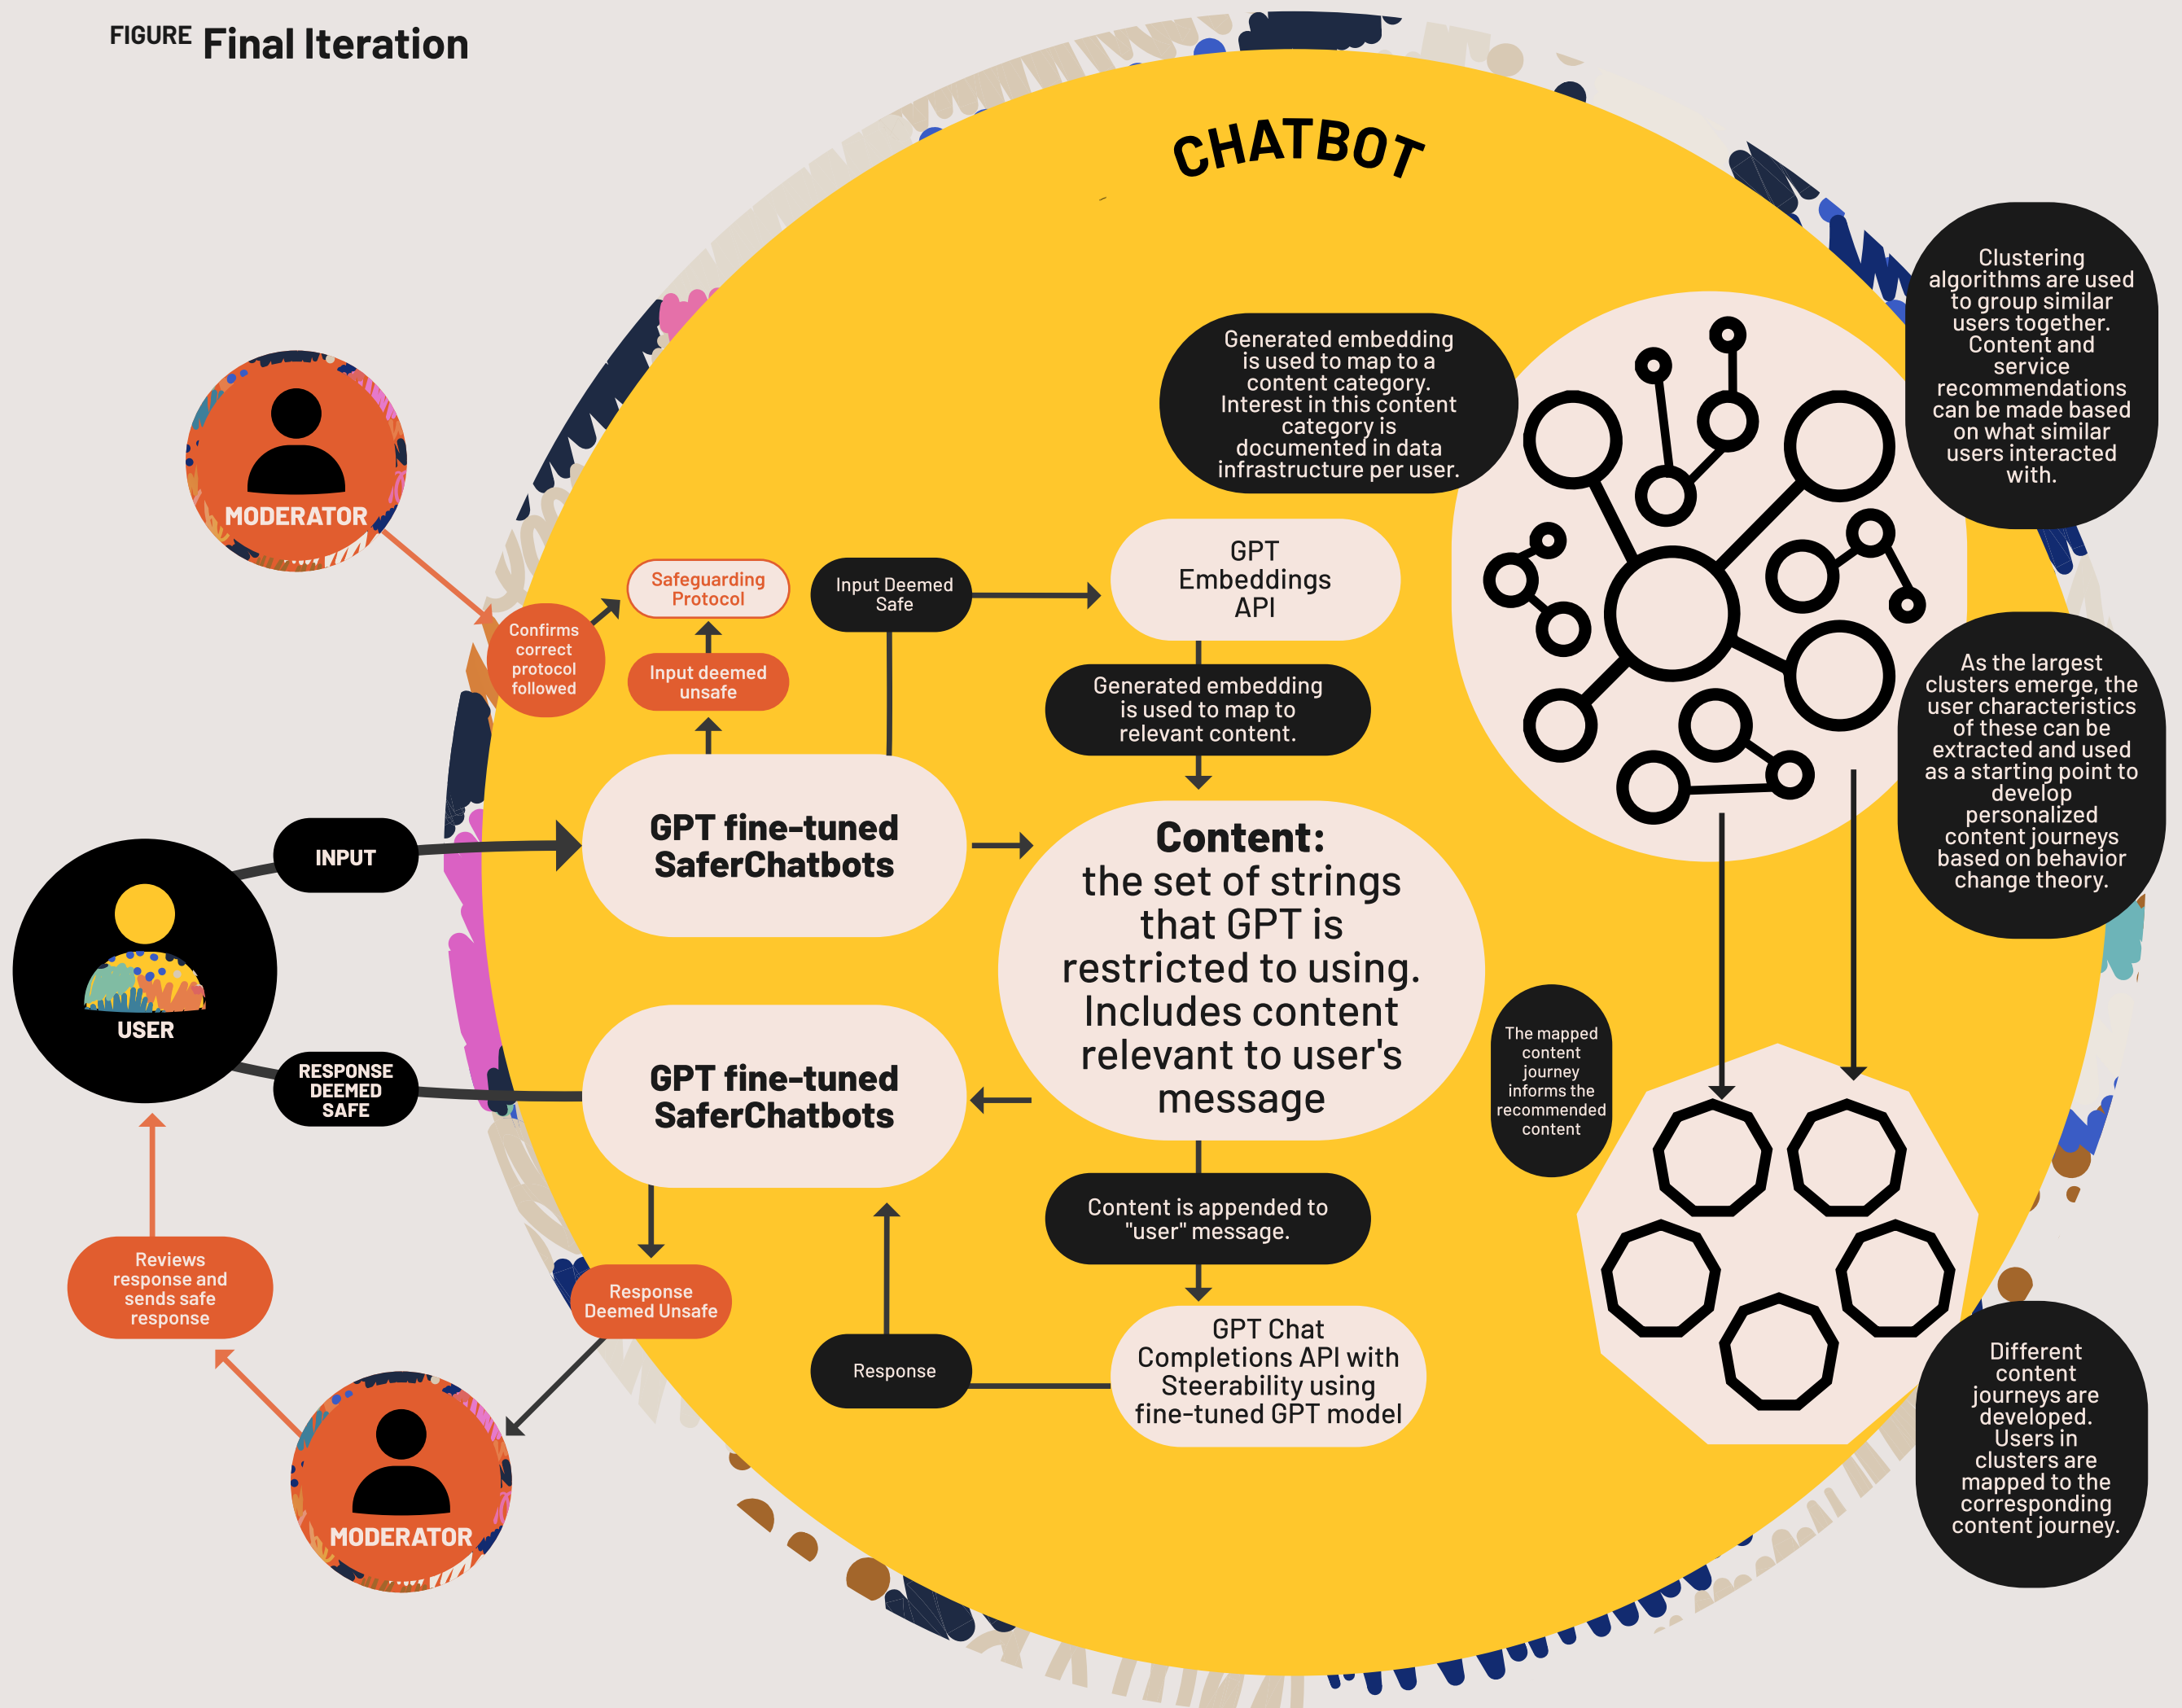 FIGURE Final Iteration
CHATBOT
Clustering
algorithms are used
to group similar
users together.
Content and
service
recommendations
can be made based
on what similar
users interacted
with.
Generated embedding
is used to map to a
content category.
Interest in this content
category is
documented in data
infrastructure per user.
MODERATOR
Confirms
correct
protocol
followed
Safeguarding
Protocol
Input deemed
unsafe
Input Deemed
Safe
GPT
Embeddings
API
Generated embedding
is used to map to
relevant content.
As the largest
clusters emerge, the
user characteristics
of these can be
extracted and used
as a starting point to
develop
personalized
content journeys
based on behavior
change theory.
INPUT
GPT fine-tuned
SaferChatbots
Content:
the set of strings
that GPT is
restricted to using.
Includes content
relevant to user's
message
USER
RESPONSE
DEEMED
SAFE
GPT fine-tuned
SaferChatbots
The mapped
content
journey
informs the
recommended
content
Content is appended to
"user" message.
Reviews
response and
sends safe
response
Response
Deemed Unsafe
Response
GPT Chat
Completions API with
Steerability using
fine-tuned GPT model
Different
content
journeys are
developed.
Users in
clusters are
mapped to the
corresponding
content journey.
MODERATOR